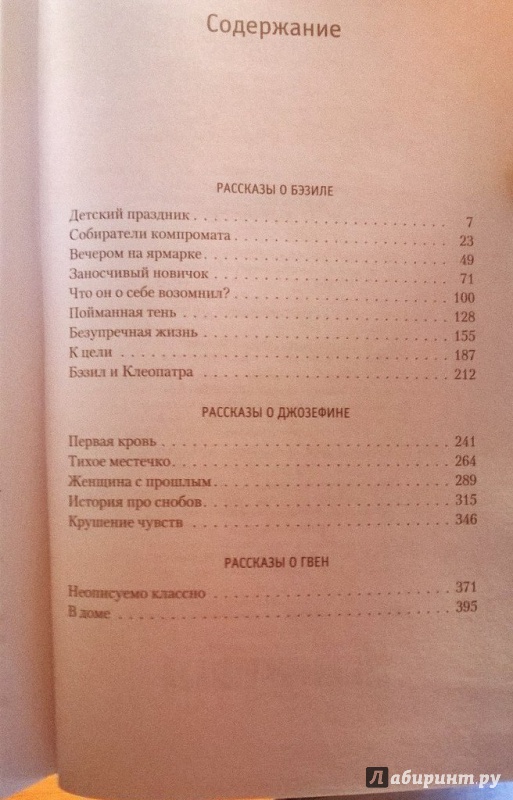 Содержание
РАССКАЗЫ О БЭЗИЛЕ
Детский праздник . . . . . . . . . . . . . . . . . . . . . . . . . . 7
Собиратели компромата . . . . . . . . . . . . . . . . . . . . . . 23
Вечером на ярмарке . . . . . . . . . . . . . . . . . . . . . . . . 49
Заносчивый новичок . . . . . . . . . . . . . . . . . . . . . . . . 71
Что он о себе возомнил? . . . . . . . . . . . . . . . . . . . . . . 100
Пойманная тень . . . . . . . . . . . . . . . . . . . . . . . . . . 128
Безупречная жизнь . . . . . . . . . . . . . . . . . . . . . . . . 155
К цели . . . . . . . . . . . . . . . . . . . . . . . . . . . . . . 187
Бэзил и Клеопатра . . . . . . . . . . . . . . . . . . . . . . . . 212
РАССКАЗЫ О ДЖОЗЕФИНЕ
Первая кровь . . . . . . . . . . . . . . . . . . . . . . . . . . . 241
Тихое местечко . . . . . . . . . . . . . . . . . . . . . . . . . . 264
Женщина с прошлым . . . . . . . . . . . . . . . . . . . . . . . . 289
История про снобов . . . . . . . . . . . . . . . . . . . . . . . . 315
Крушение чувств . . . . . . . . . . . . . . . . . . . . . . . . . 346
РАССКАЗЫ О ГВЕН
Неописуемо классно . . . . . . . . . . . . . . . . . . . . . . . . 371
В доме . . . . . . . . . . . . . . . . . . . . . . . . . . . . . . 395
Лабиринт.ру